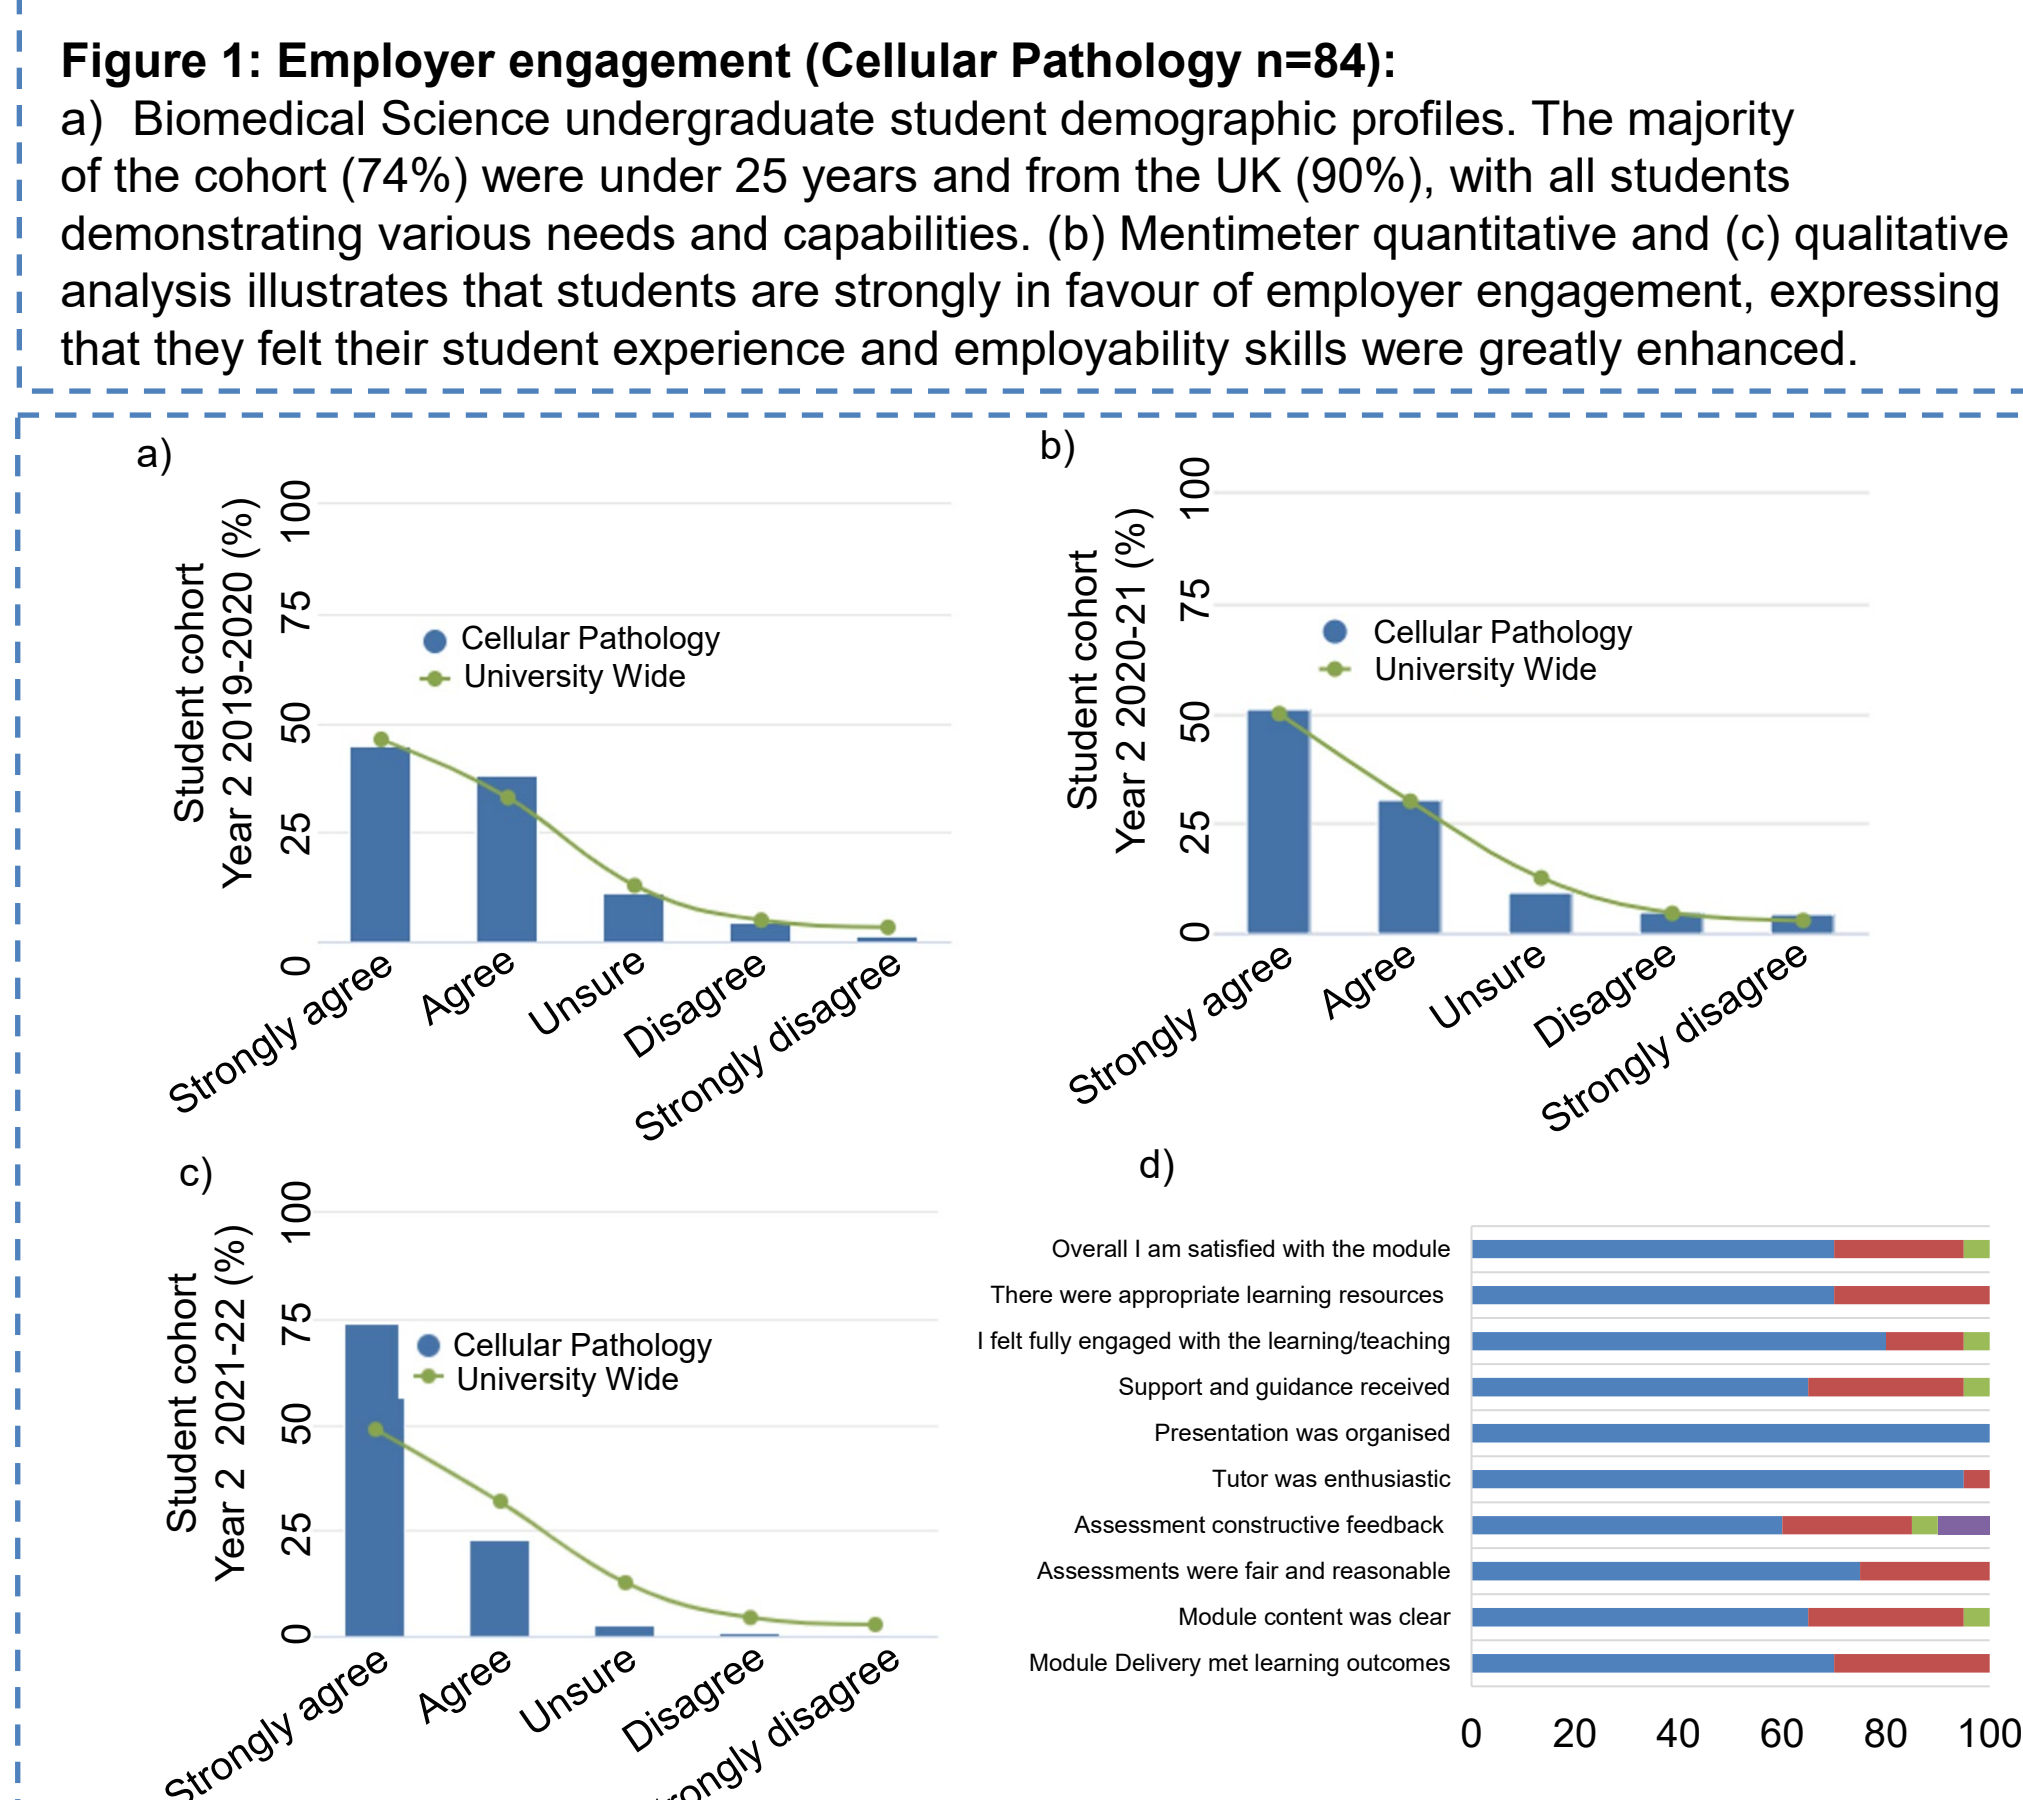 Figure 1: Employer engagement (Cellular Pathology n=84):
a) Biomedical Science undergraduate student demographic profiles. The majority
of the cohort (74%) were under 25 years and from the UK (90%), with all students
demonstrating various needs and capabilities. (b) Mentimeter quantitative and (c) qualitative
analysis illustrates that students are strongly in favour of employer engagement, expressing
that they felt their student experience and employability skills were greatly enhanced.
a)
Student cohort
Year 2 2019-2020 (%)
100
75
50
25
0
Cellular Pathology
University Wide
Strongly agree
Agree
Unsure
Disagree
Strongly disagree
b)
Student cohort
Year 2 2020-21 (%)
100
75
50
25
0
Cellular Pathology
University Wide
Strongly agree
Agree
Unsure
Disagree
Strongly disagree
c)
Student cohort
Year 2 2021-22 (%)
100
75
50
25
0
Cellular Pathology
University Wide
Strongly agree
Agree
Unsure
Disagree
rongly disagree
d)
Overall I am satisfied with the module
There were appropriate learning resources
I felt fully engaged with the learning/teaching
Support and guidance received
Presentation was organised
Tutor was enthusiastic
Assessment constructive feedback
Assessments were fair and reasonable
Module content was clear
Module Delivery met learning outcomes
0 20 40 60 80 100